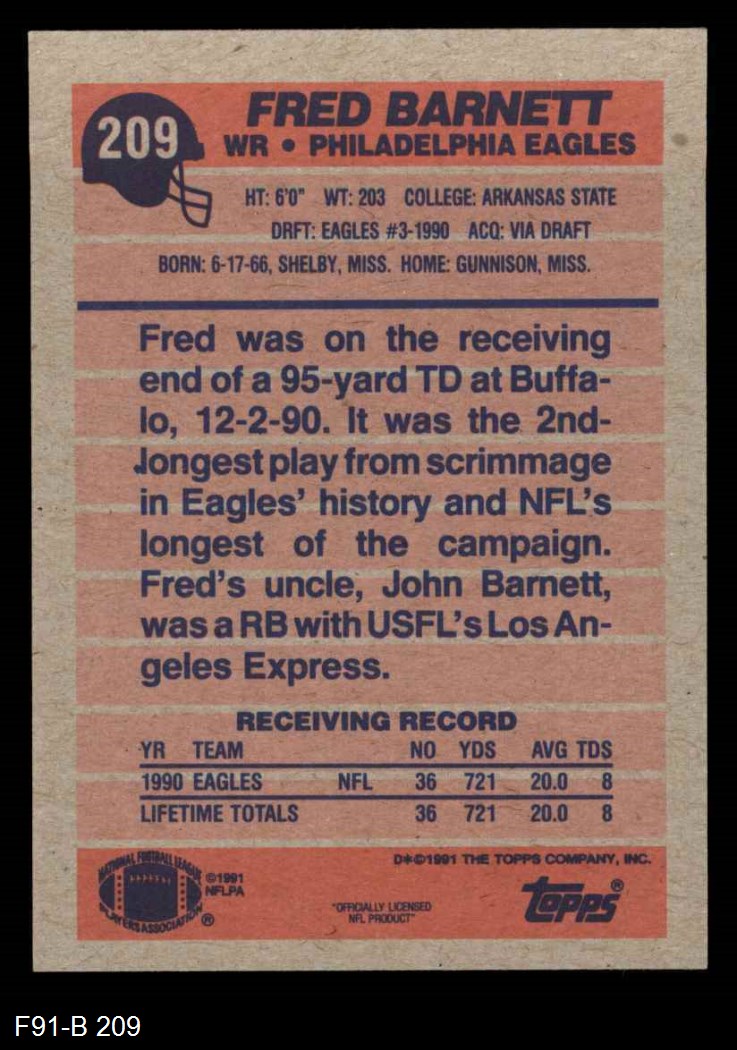 209
FRED BARNETT
WR • PHILADELPHIA EAGLES
HT: 6'0" WT: 203 COLLEGE: ARKANSAS STATE
DRFT: EAGLES #3-1990 ACQ: VIA DRAFT
BORN: 6-17-66, SHELBY, MISS. HOME: GUNNISON, MISS.
Fred was on the receiving
end of a 95-yard TD at Buffa-
lo, 12-2-90. It was the 2nd-
longest play from scrimmage
in Eagles' history and NFL's
longest of the campaign.
Fred's uncle, John Barnett,
was a RB with USFL's Los An-
geles Express.
RECEIVING RECORD
YR TEAM NO YDS AVG TDS
1990 EAGLES NFL 36 721 20.0 8
LIFETIME TOTALS 36 721 20.0 8
D*©1991 THE TOPPS COMPANY, INC.
NATIONAL FOOTBALL LEAGUE
PLAYERS ASSOCIATION ®
©1991
NFLPA
"OFFICIALLY LICENSED
NFL PRODUCT"
Topps®
F91-B 209